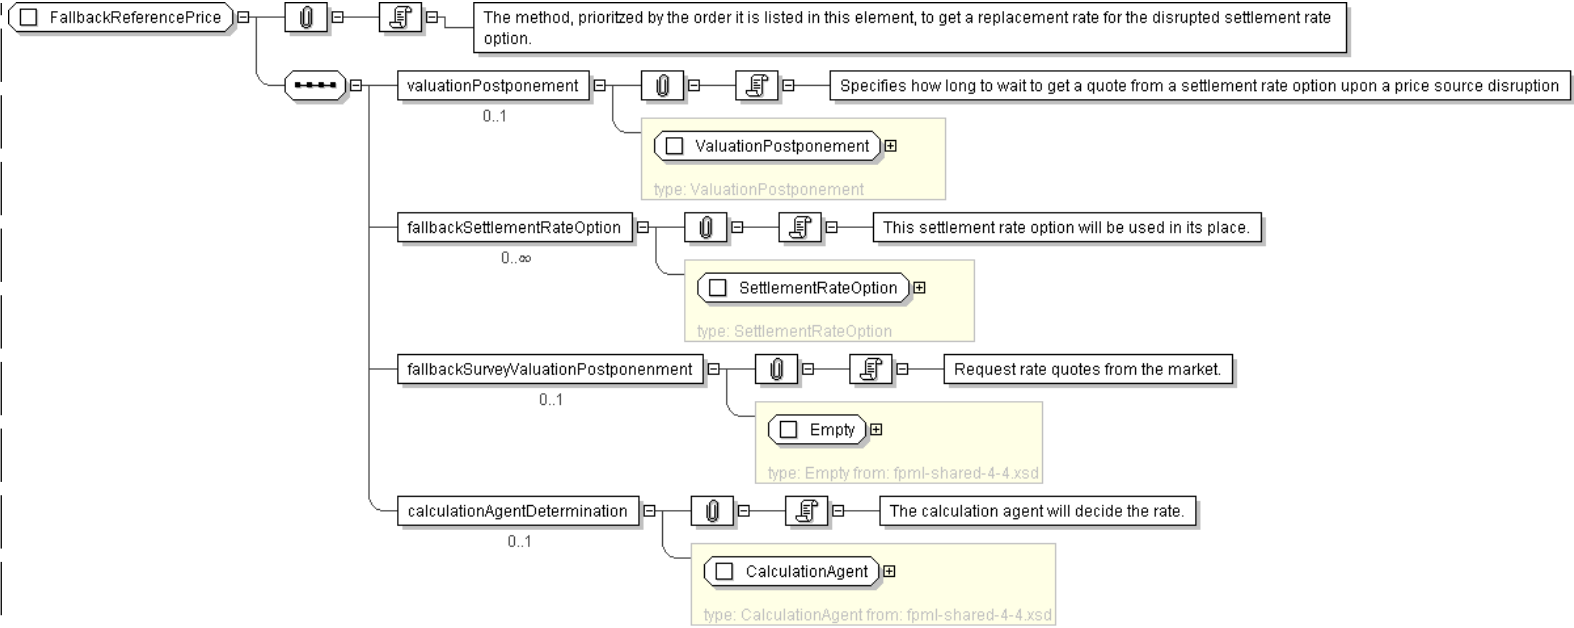 FallbackReferencePrice
The method, prioritzed by the order it is listed in this element, to get a replacement rate for the disrupted settlement rate
option.
valuationPostponement
Specifies how long to wait to get a quote from a settlement rate option upon a price source disruption
0..1
ValuationPostponement
type: ValuationPostponement
fallbackSettlementRateOption
This settlement rate option will be used in its place.
0..∞
SettlementRateOption
type: SettlementRateOption
fallbackSurveyValuationPostponenment
Request rate quotes from the market.
0..1
Empty
type: Empty from: fpml-shared-4-4.xsd
calculationAgentDetermination
The calculation agent will decide the rate.
0..1
CalculationAgent
type: CalculationAgent from: fpml-shared-4-4.xsd